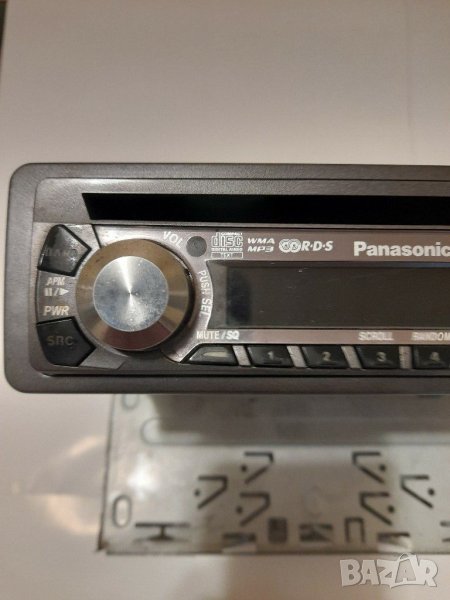 VOL
COMPACT
disc
DIGITAL AUDIO
TEXT
WMA
MP3
R·D·S
Panasonic
BAND
APM
PWR
SRC
PUSH SEL
MUTE / SQ
SCROLL
RANDOM
1
2
3
4
BAZAR